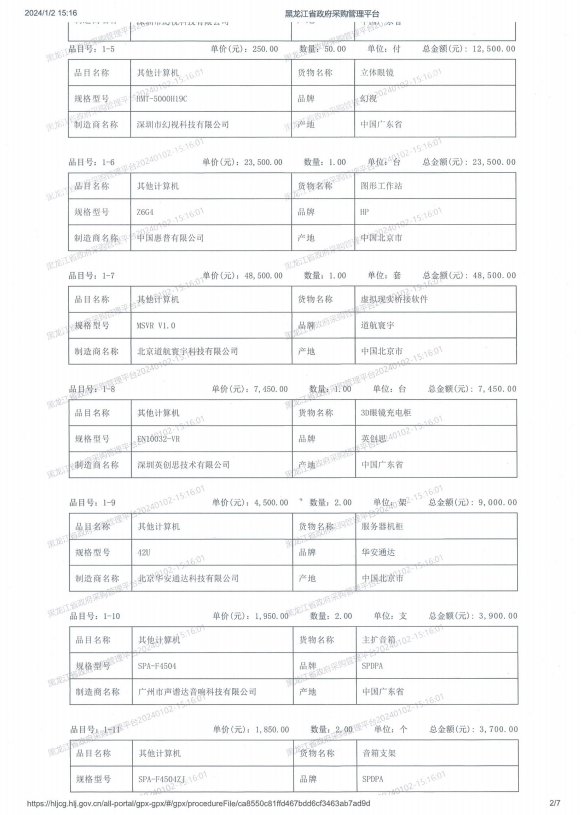 2024/1/2 15:16 黑龙江省政府采购管理平台
品目号: 1-5 单价(元): 250.00 数量: 50.00 单位: 付 总金额(元): 12,500.00
品目名称 其他计算机 货物名称 立体眼镜
规格型号 HMT-5000H19C 品牌 幻视
制造商名称 深圳市幻视科技有限公司 产地 中国广东省
品目号: 1-6 单价(元): 23,500.00 数量: 1.00 单位: 台 总金额(元): 23,500.00
品目名称 其他计算机 货物名称 图形工作站
规格型号 Z6G4 品牌 HP
制造商名称 中国惠普有限公司 产地 中国北京市
品目号: 1-7 单价(元): 48,500.00 数量: 1.00 单位: 套 总金额(元): 48,500.00
品目名称 其他计算机 货物名称 虚拟现实桥接软件
规格型号 MSVR V1.0 品牌 道航寰宇
制造商名称 北京道航寰宇科技有限公司 产地 中国北京市
品目号: 1-8 单价(元): 7,450.00 数量: 1.00 单位: 台 总金额(元): 7,450.00
品目名称 其他计算机 货物名称 3D眼镜充电柜
规格型号 EN10032-VR 品牌 英创思
制造商名称 深圳英创思技术有限公司 产地 中国广东省
品目号: 1-9 单价(元): 4,500.00 数量: 2.00 单位: 架 总金额(元): 9,000.00
品目名称 其他计算机 货物名称 服务器机柜
规格型号 42U 品牌 华安通达
制造商名称 北京华安通达科技有限公司 产地 中国北京市
品目号: 1-10 单价(元): 1,950.00 数量: 2.00 单位: 支 总金额(元): 3,900.00
品目名称 其他计算机 货物名称 主扩音箱
规格型号 SPA-F4504 品牌 SPDPA
制造商名称 广州市声谱达音响科技有限公司 产地 中国广东省
品目号: 1-11 单价(元): 1,850.00 数量: 2.00 单位: 个 总金额(元): 3,700.00
品目名称 其他计算机 货物名称 音箱支架
规格型号 SPA-F4504ZJ 品牌 SPDPA
https://hljcg.hlj.gov.cn/all-portal/gpx-gpx/#/gpx/procedureFile/ca8550c81ffd467bdd6cf3463ab7ad9d 2/7